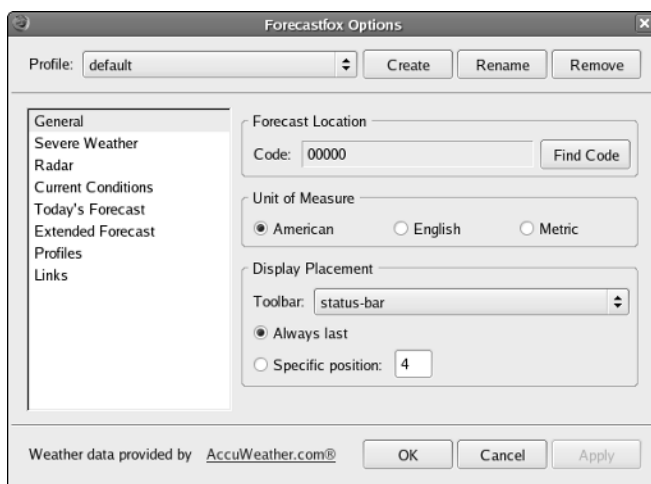 Forecastfox Options
Profile: default Create Rename Remove
General
Severe Weather
Radar
Current Conditions
Today's Forecast
Extended Forecast
Profiles
Links
Forecast Location
Code: 00000 Find Code
Unit of Measure
American English Metric
Display Placement
Toolbar: status-bar
Always last
Specific position: 4
Weather data provided by AccuWeather.com® OK Cancel Apply